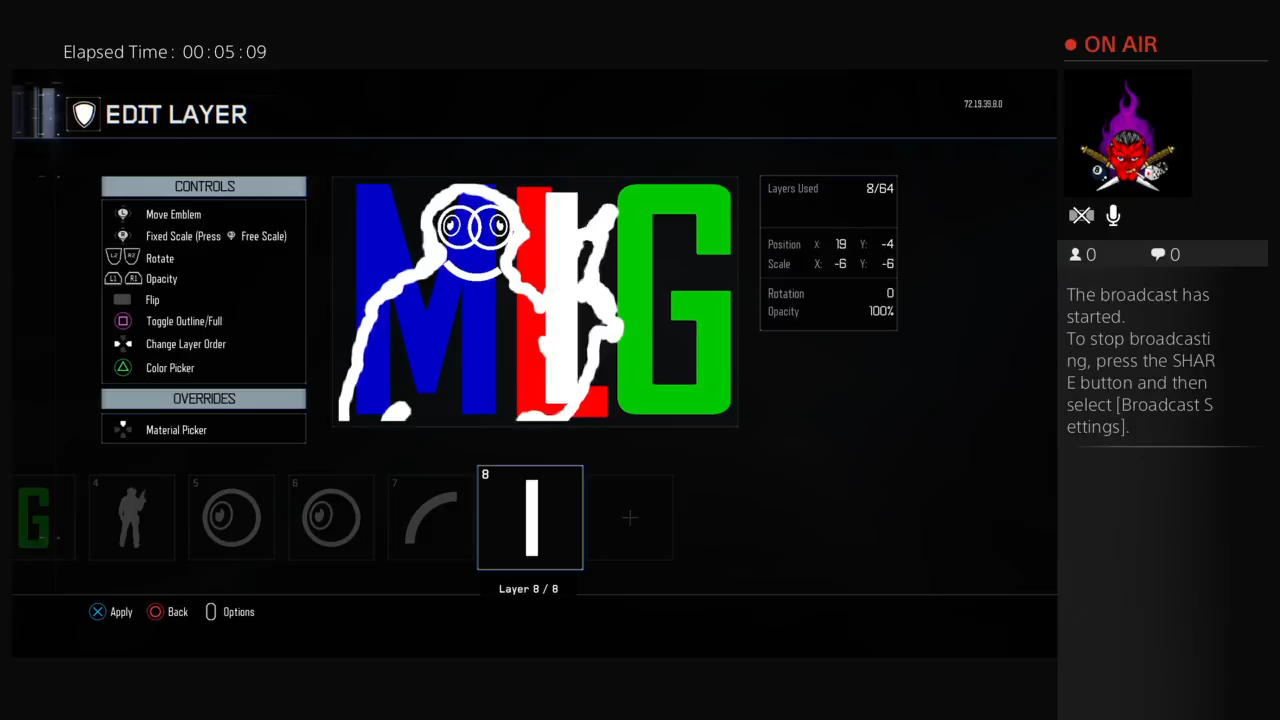 Elapsed Time: 00:05:09
ON AIR
EDIT LAYER
72.19.39.8.0
CONTROLS
L Move Emblem
R Fixed Scale (Press Free Scale)
L2 R2 Rotate
L1 R1 Opacity
Flip
Toggle Outline/Full
Change Layer Order
Color Picker
OVERRIDES
Material Picker
MLG
Layers Used 8/64
Position X: 19 Y: -4
Scale X: -6 Y: -6
Rotation 0
Opacity 100%
0 0
The broadcast has
started.
To stop broadcasti
ng, press the SHAR
E button and then
select [Broadcast S
ettings].
G 4 5 6 7 8
Layer 8 / 8
Apply Back Options